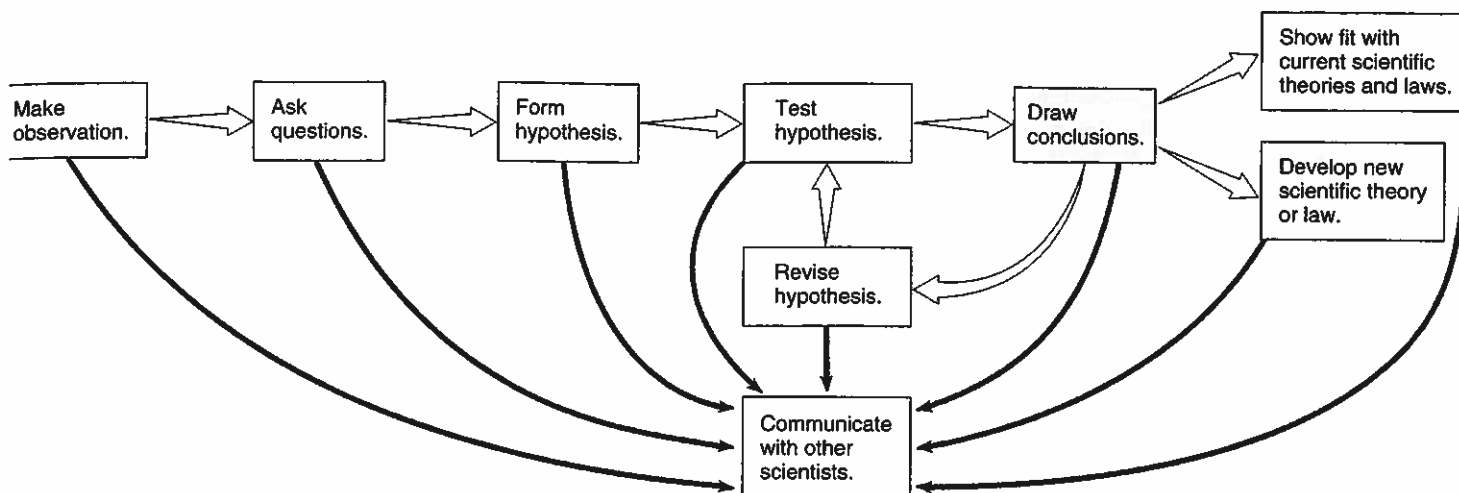 Make
observation.
Ask
questions.
Form
hypothesis.
Test
hypothesis.
Draw
conclusions.
Show fit with
current scientific
theories and laws.
Develop new
scientific theory
or law.
Revise
hypothesis.
Communicate
with other
scientists.